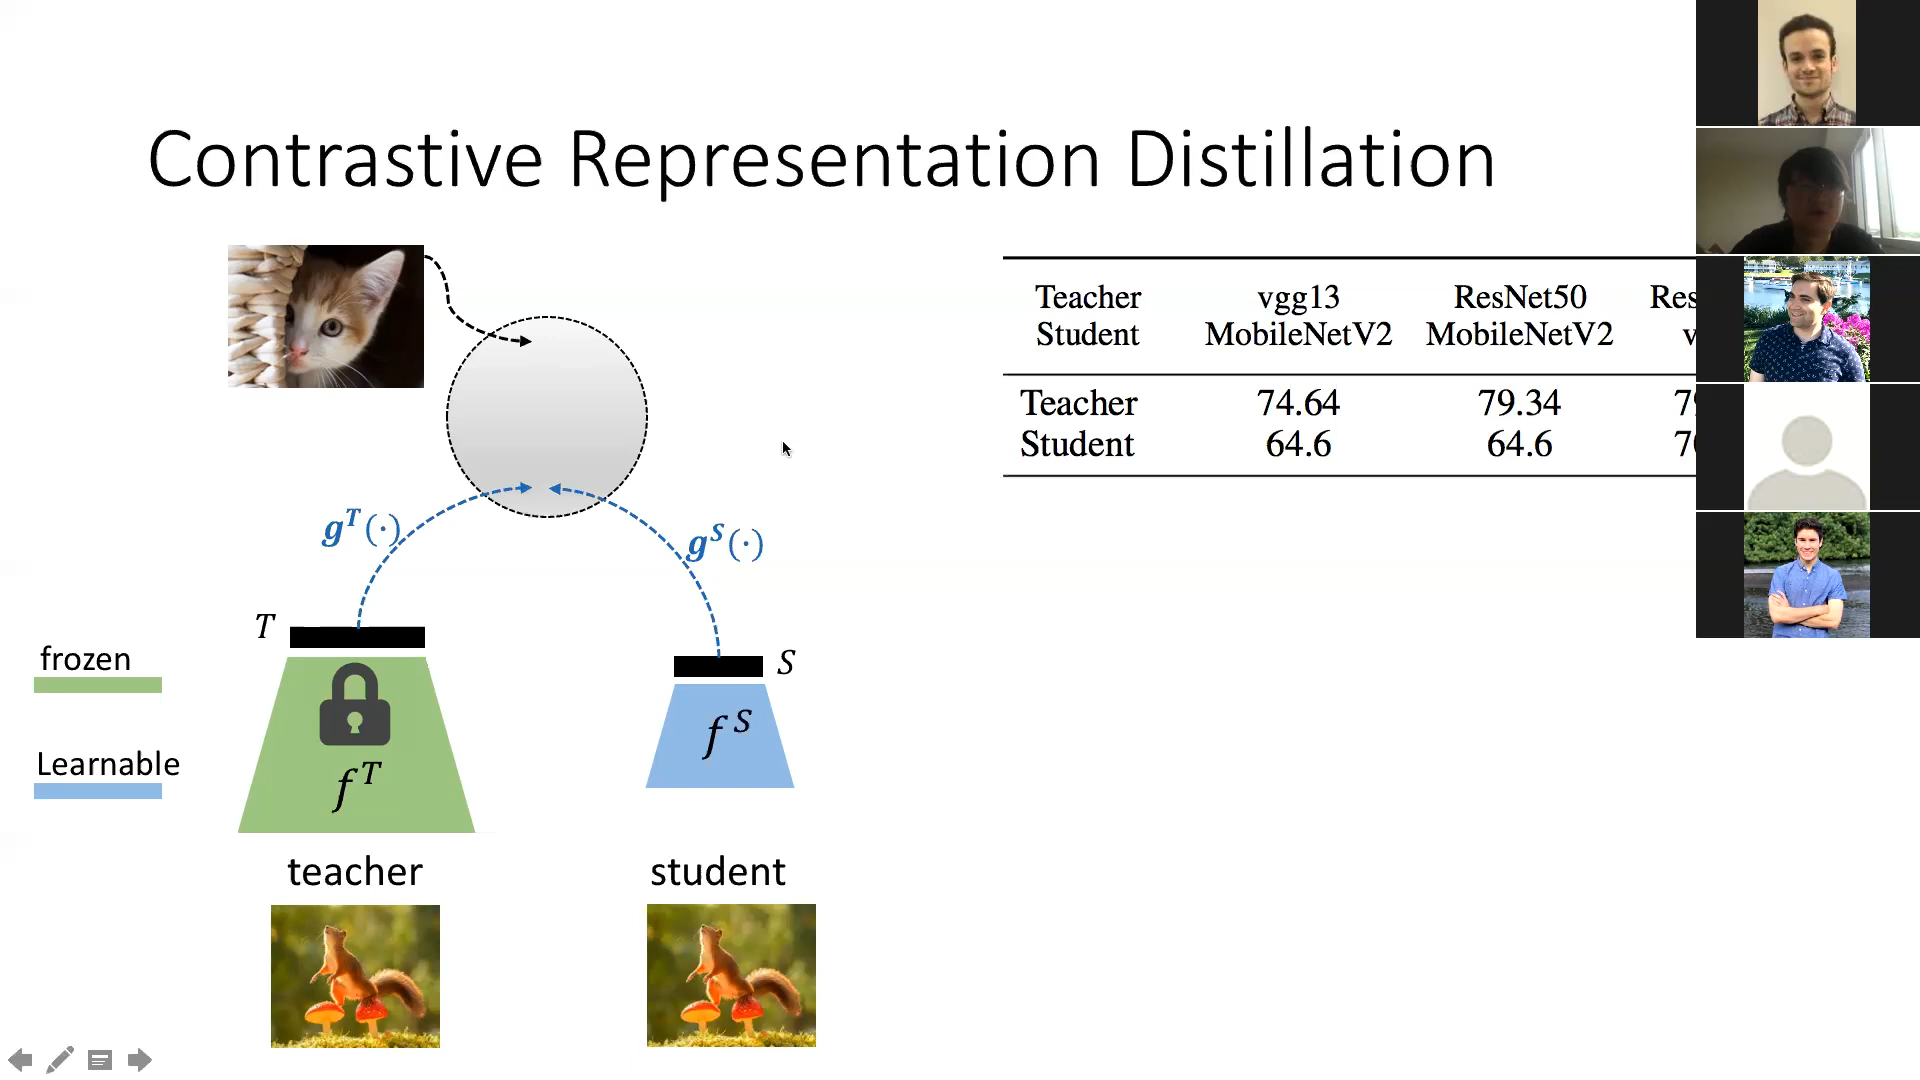 Contrastive Representation Distillation
Teacher vgg13 ResNet50
Student MobileNetV2 MobileNetV2
Teacher 74.64 79.34
Student 64.6 64.6
g^T(·)
g^S(·)
T
S
frozen
Learnable
f^T
f^S
teacher
student